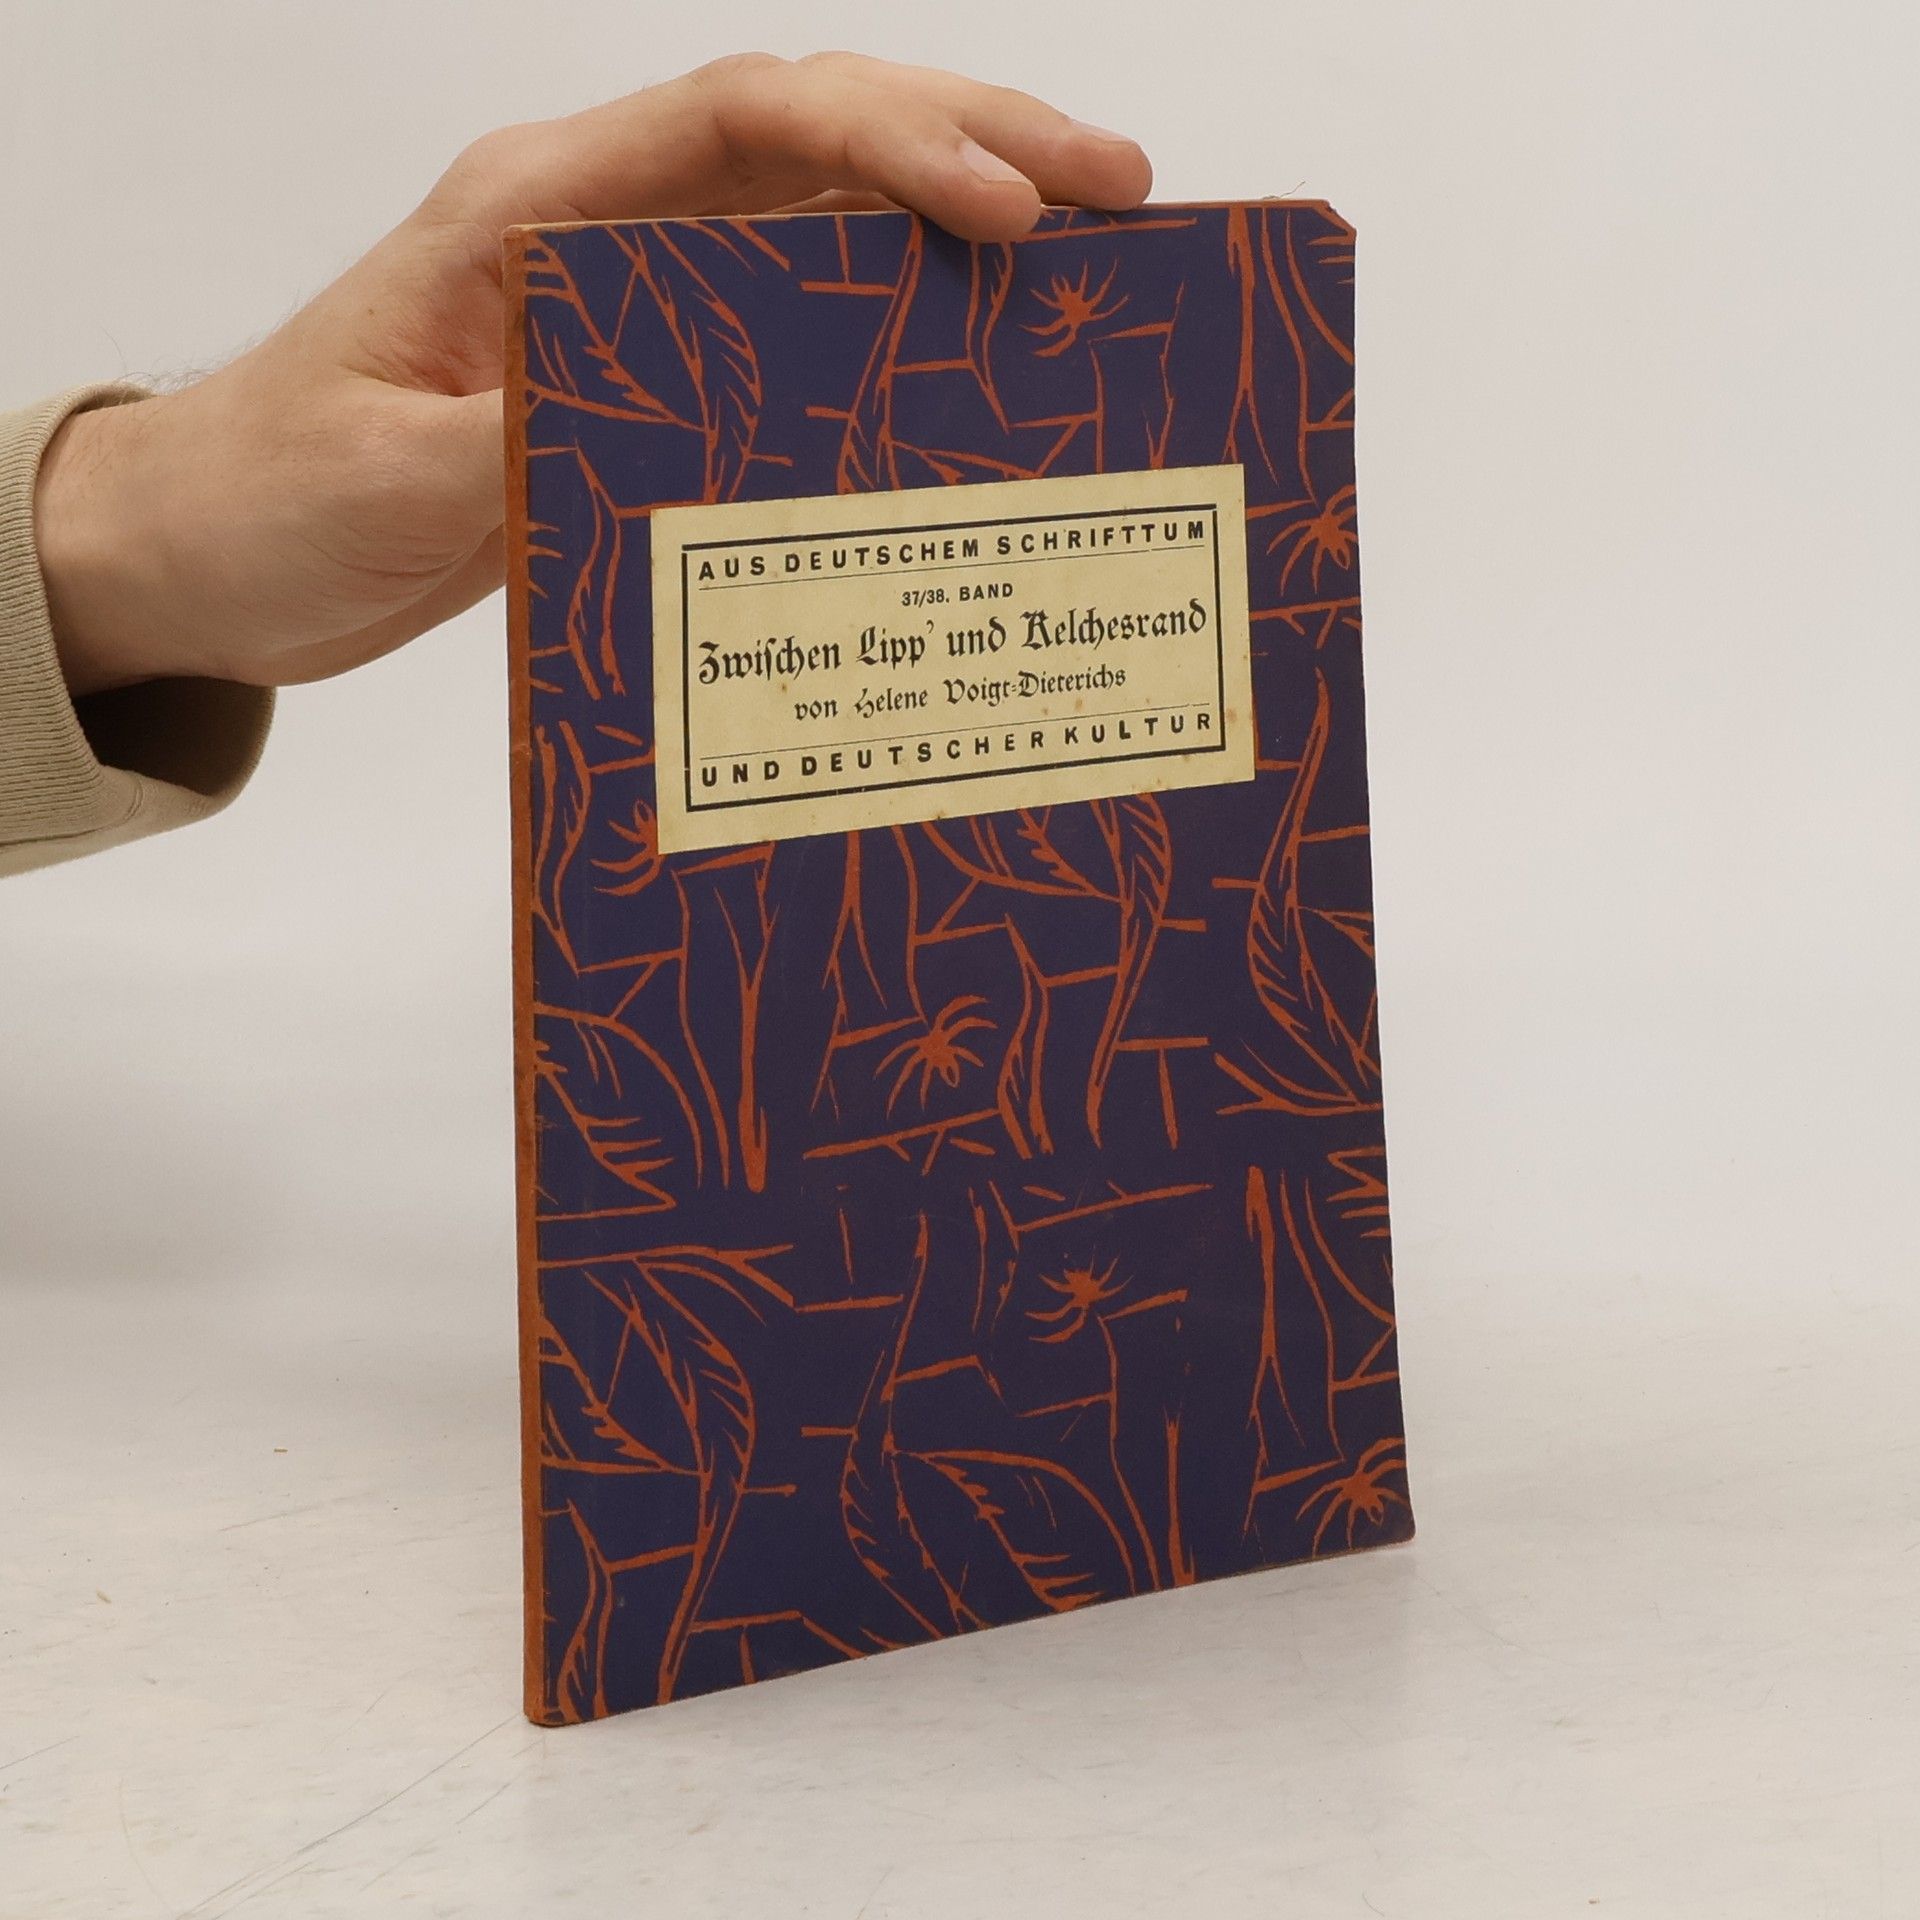 AUS DEUTSCHEM SCHRIFTTUM
37/38. BAND
Zwiſchen Lipp' und Kelchesrand
von Helene Voigt-Dieterichs
UND DEUTSCHER KULTUR